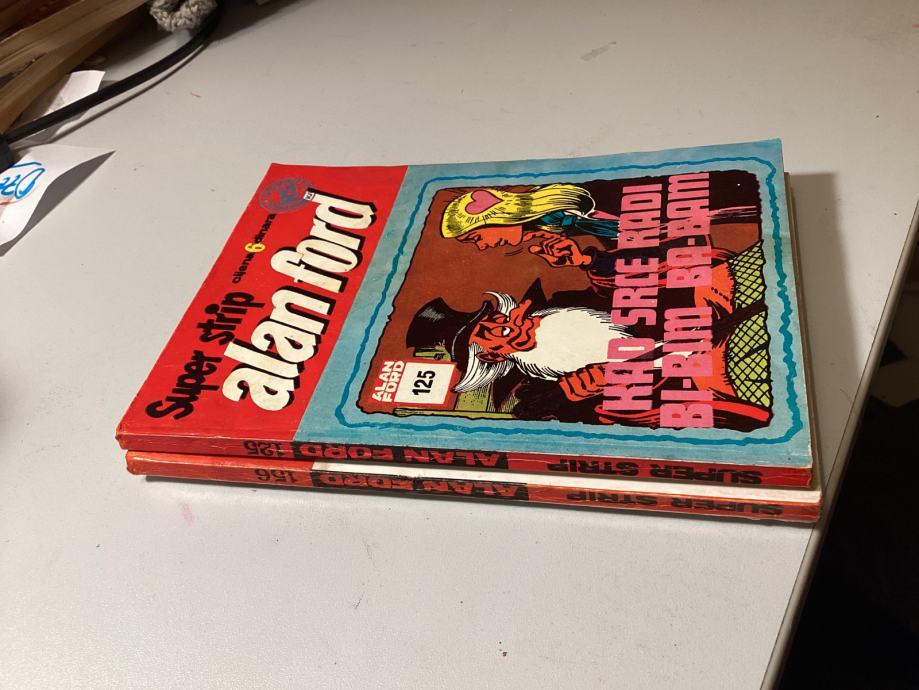 Super strip
cijena 6 dinara
alan ford
ALAN
FORD
125
KAD SRCE RADI
BI-BIM BA-BAM
SUPER STRIP ALAN FORD 125
SUPER STRIP ALAN FORD 156